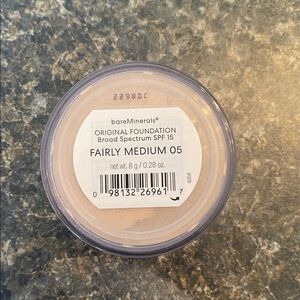 2290DC
bareMinerals®
ORIGINAL FOUNDATION
Broad Spectrum SPF 15
FAIRLY MEDIUM 05
net wt. 8 g / 0.28 oz.
0 98132 26961 7